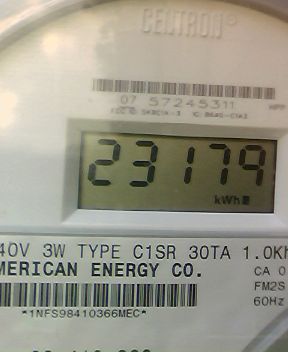 CENTRON®
07 57245311
23179
kWh
40V 3W TYPE C1SR 30TA 1.0Kh
MERICAN ENERGY CO.
CA 0
FM2S
60Hz
*1NFS98410366MEC*